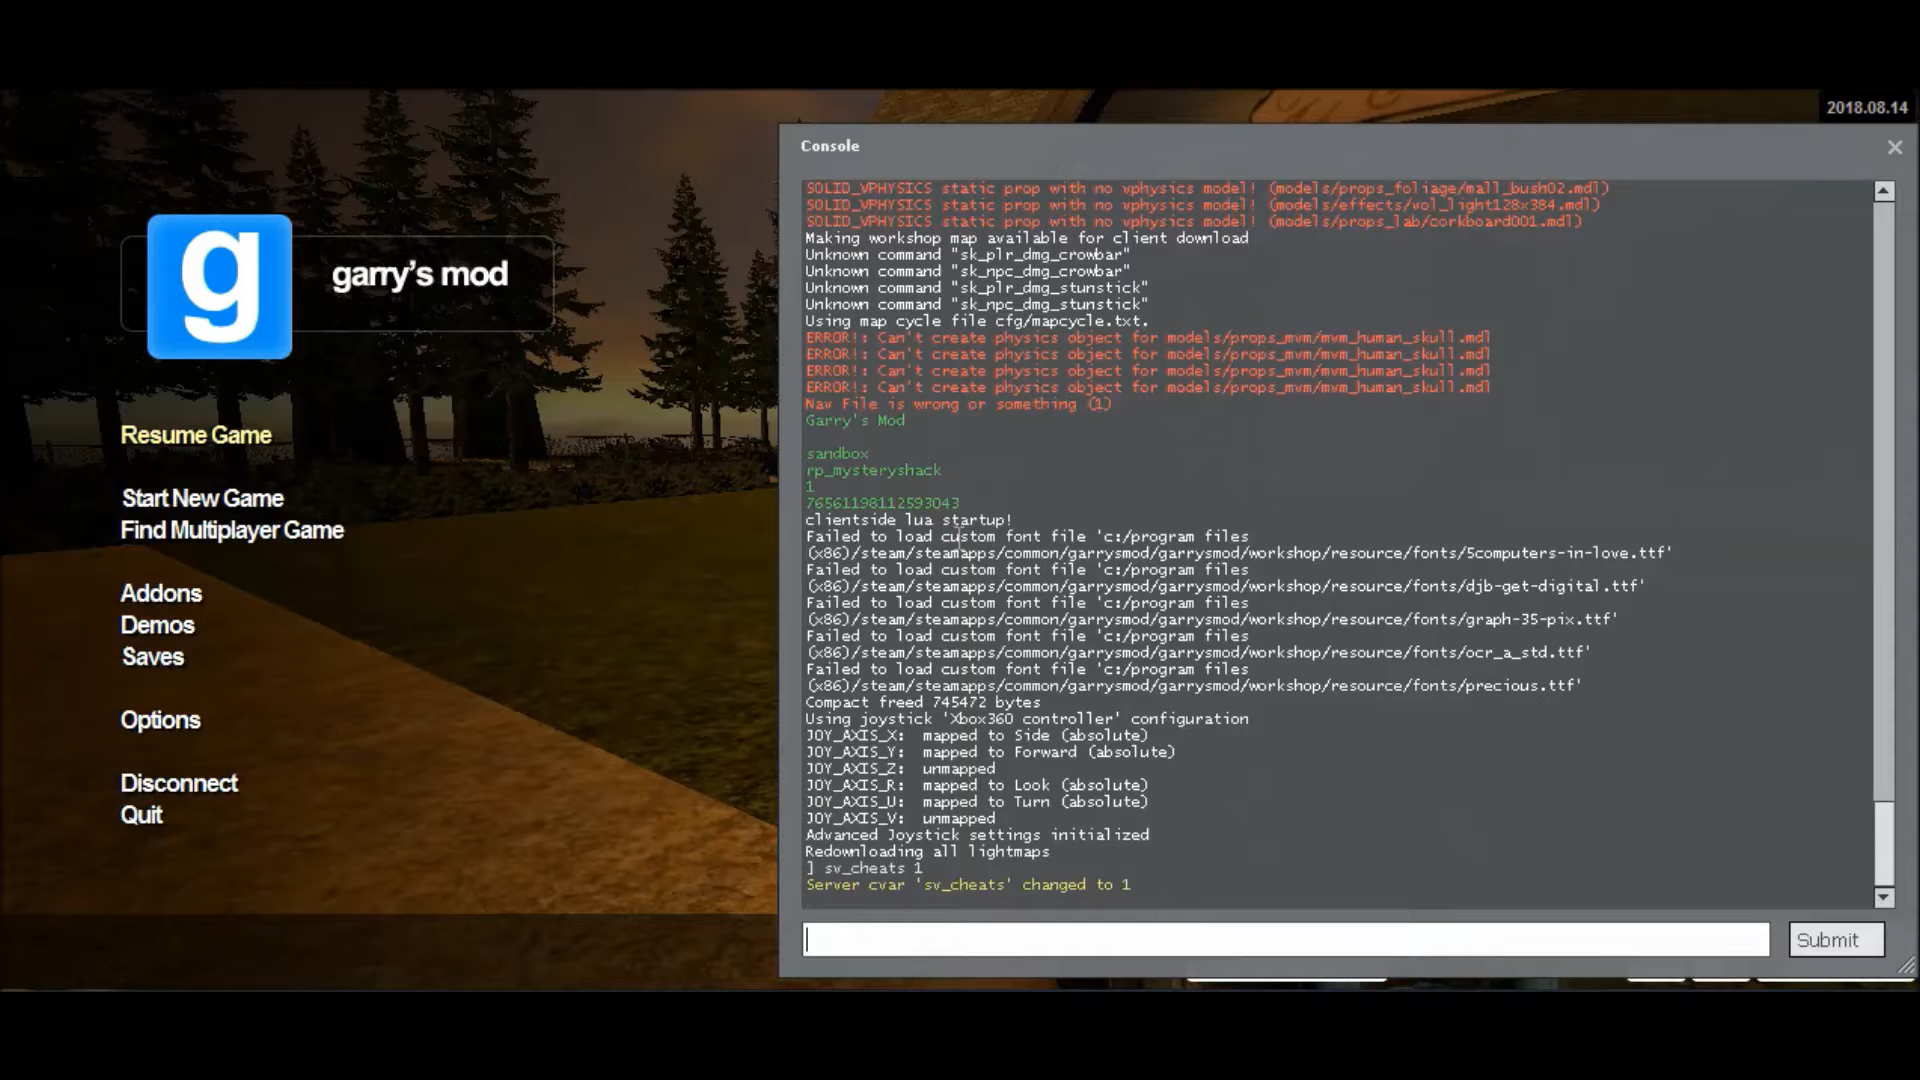 2018.08.14
g
garry's mod
Resume Game
Start New Game
Find Multiplayer Game
Addons
Demos
Saves
Options
Disconnect
Quit
Console
SOLID_VPHYSICS static prop with no vphysics model! (models/props_foliage/mall_bush02.mdl)
SOLID_VPHYSICS static prop with no vphysics model! (models/effects/vol_light128x384.mdl)
SOLID_VPHYSICS static prop with no vphysics model! (models/props_lab/corkboard001.mdl)
Making workshop map available for client download
Unknown command "sk_plr_dmg_crowbar"
Unknown command "sk_npc_dmg_crowbar"
Unknown command "sk_plr_dmg_stunstick"
Unknown command "sk_npc_dmg_stunstick"
Using map cycle file cfg/mapcycle.txt.
ERROR!: Can't create physics object for models/props_mvm/mvm_human_skull.mdl
ERROR!: Can't create physics object for models/props_mvm/mvm_human_skull.mdl
ERROR!: Can't create physics object for models/props_mvm/mvm_human_skull.mdl
ERROR!: Can't create physics object for models/props_mvm/mvm_human_skull.mdl
Nav File is wrong or something (1)
Garry's Mod
sandbox
rp_mysteryshack
1
76561198112593043
clientside lua startup!
Failed to load custom font file 'c:/program files
(x86)/steam/steamapps/common/garrysmod/garrysmod/workshop/resource/fonts/5computers-in-love.ttf'
Failed to load custom font file 'c:/program files
(x86)/steam/steamapps/common/garrysmod/garrysmod/workshop/resource/fonts/djb-get-digital.ttf'
Failed to load custom font file 'c:/program files
(x86)/steam/steamapps/common/garrysmod/garrysmod/workshop/resource/fonts/graph-35-pix.ttf'
Failed to load custom font file 'c:/program files
(x86)/steam/steamapps/common/garrysmod/garrysmod/workshop/resource/fonts/ocr_a_std.ttf'
Failed to load custom font file 'c:/program files
(x86)/steam/steamapps/common/garrysmod/garrysmod/workshop/resource/fonts/precious.ttf'
Compact freed 745472 bytes
Using joystick 'Xbox360 controller' configuration
JOY_AXIS_X:  mapped to Side (absolute)
JOY_AXIS_Y:  mapped to Forward (absolute)
JOY_AXIS_Z:  unmapped
JOY_AXIS_R:  mapped to Look (absolute)
JOY_AXIS_U:  mapped to Turn (absolute)
JOY_AXIS_V:  unmapped
Advanced Joystick settings initialized
Redownloading all lightmaps
] sv_cheats 1
Server cvar 'sv_cheats' changed to 1
Submit